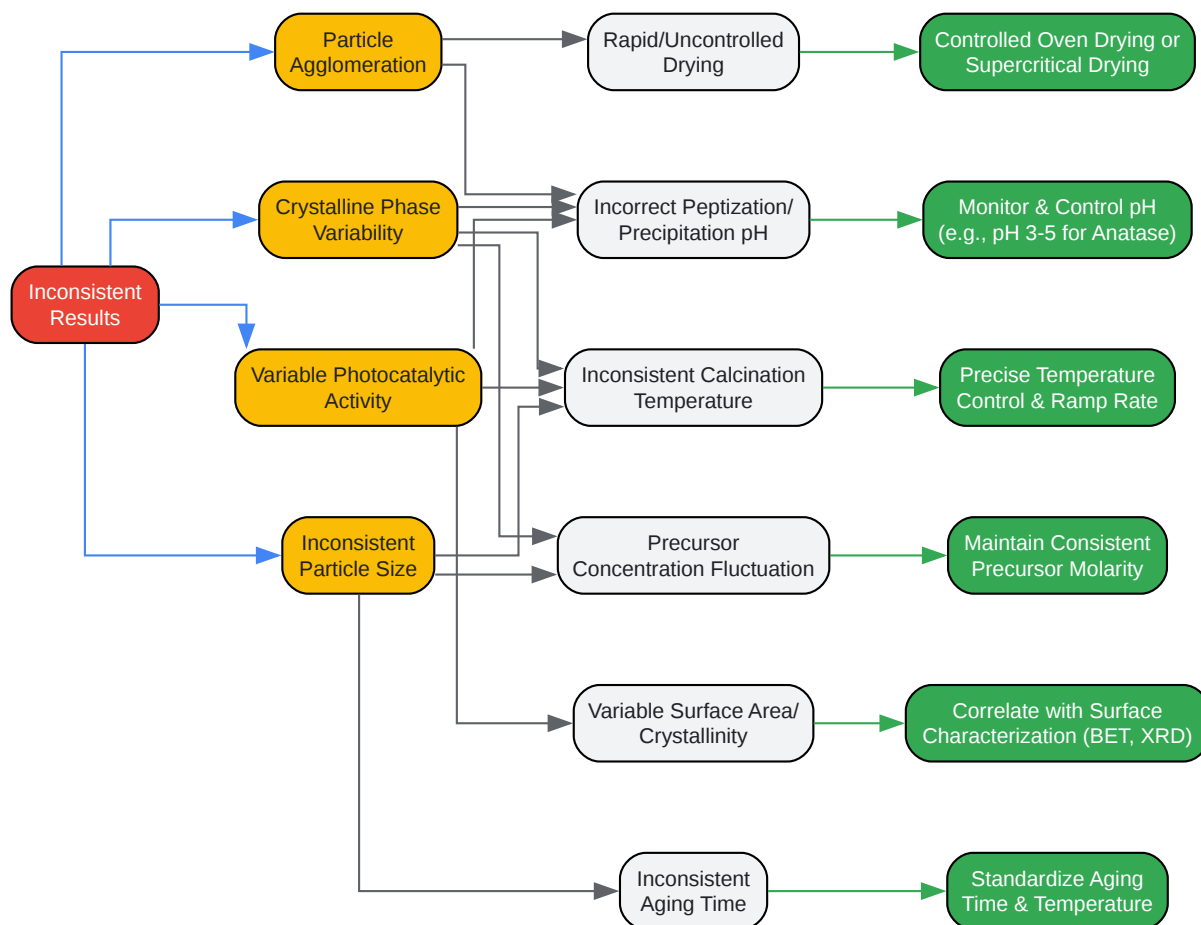 Particle
Agglomeration
Rapid/Uncontrolled
Drying
Controlled Oven Drying or
Supercritical Drying
Crystalline Phase
Variability
Incorrect Peptization/
Precipitation pH
Monitor & Control pH
(e.g., pH 3-5 for Anatase)
Inconsistent
Results
Variable Photocatalytic
Activity
Inconsistent Calcination
Temperature
Precise Temperature
Control & Ramp Rate
Inconsistent
Particle Size
Precursor
Concentration Fluctuation
Maintain Consistent
Precursor Molarity
Variable Surface Area/
Crystallinity
Correlate with Surface
Characterization (BET, XRD)
Inconsistent
Aging Time
Standardize Aging
Time & Temperature